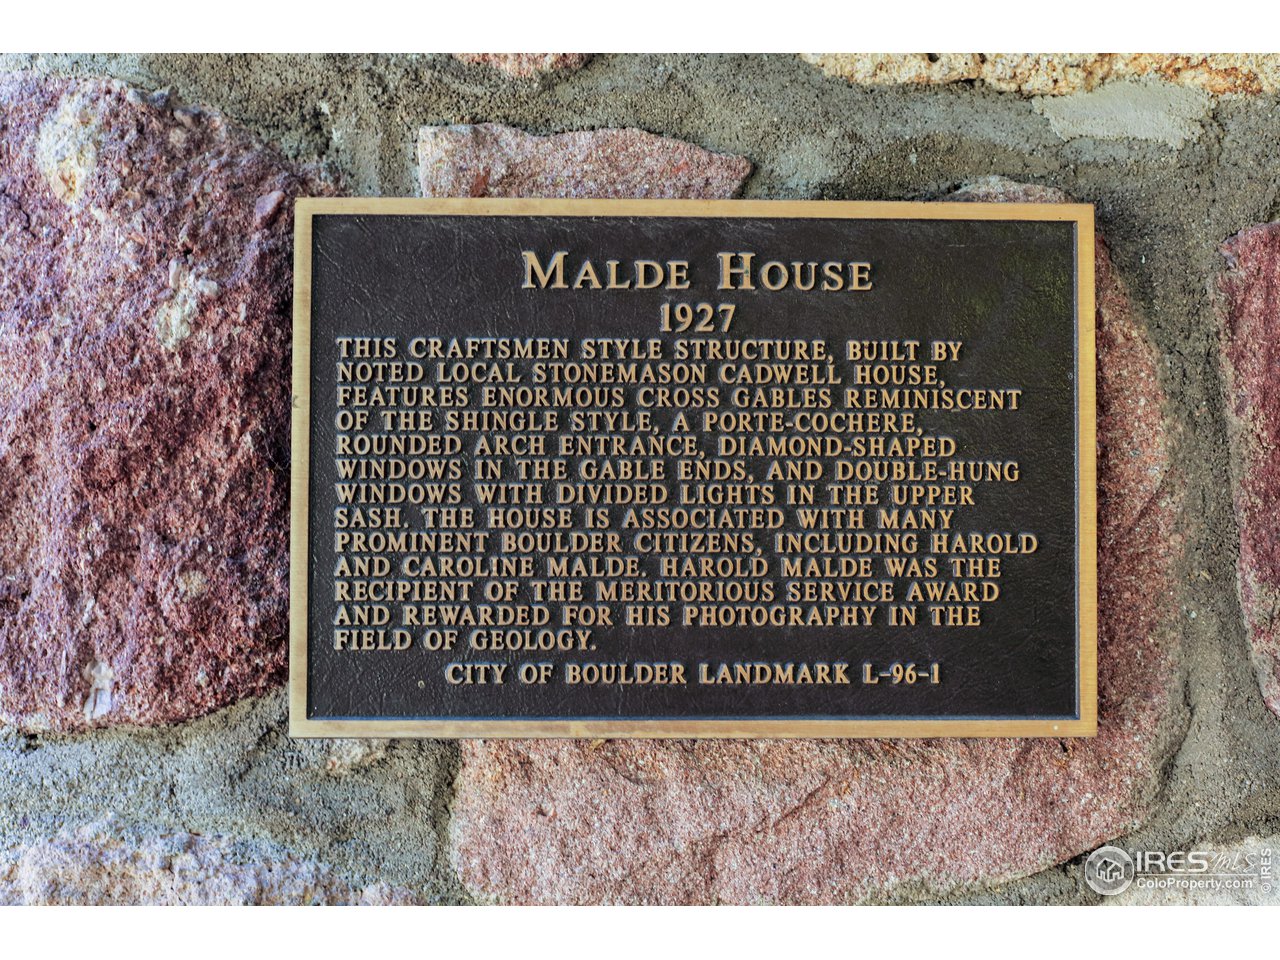 MALDE HOUSE
1927
THIS CRAFTSMEN STYLE STRUCTURE, BUILT BY
NOTED LOCAL STONEMASON CADWELL HOUSE,
FEATURES ENORMOUS CROSS GABLES REMINISCENT
OF THE SHINGLE STYLE, A PORTE-COCHERE,
ROUNDED ARCH ENTRANCE, DIAMOND-SHAPED
WINDOWS IN THE GABLE ENDS, AND DOUBLE-HUNG
WINDOWS WITH DIVIDED LIGHTS IN THE UPPER
SASH. THE HOUSE IS ASSOCIATED WITH MANY
PROMINENT BOULDER CITIZENS, INCLUDING HAROLD
AND CAROLINE MALDE. HAROLD MALDE WAS THE
RECIPIENT OF THE MERITORIOUS SERVICE AWARD
AND REWARDED FOR HIS PHOTOGRAPHY IN THE
FIELD OF GEOLOGY.
CITY OF BOULDER LANDMARK L-96-1
IRES MLS
ColoProperty.com
© IRES